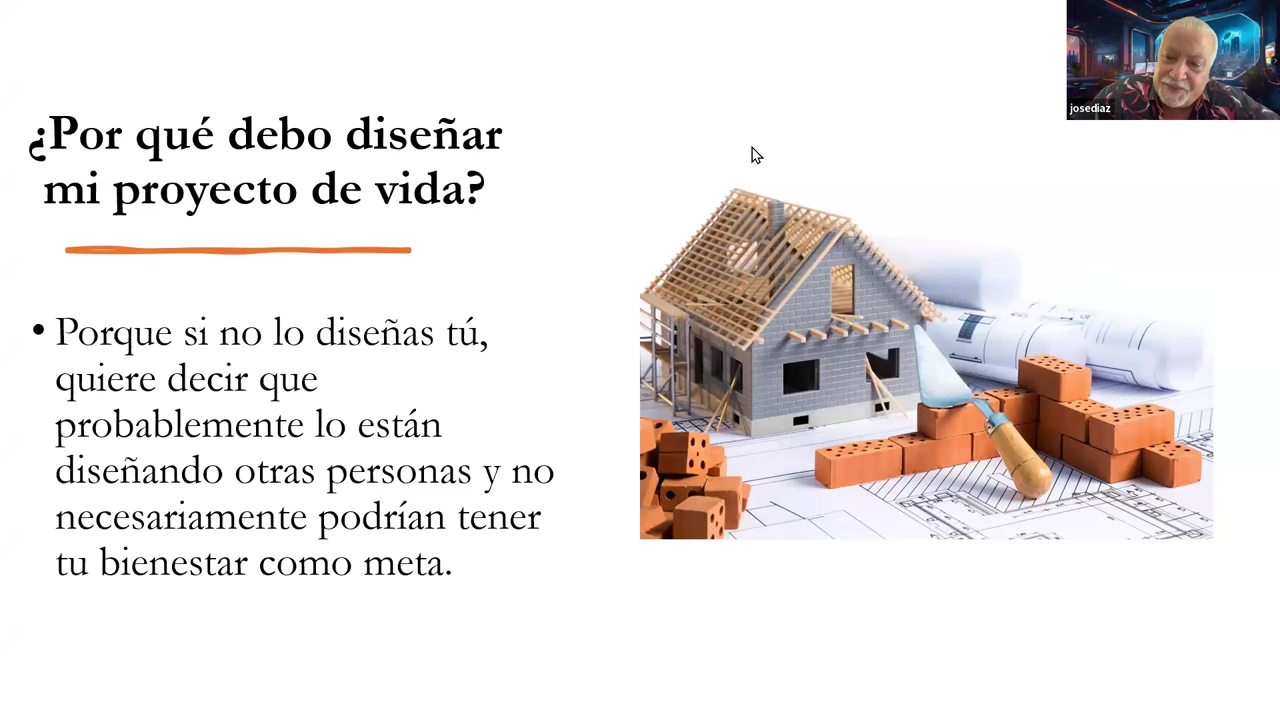 ¿Por qué debo diseñar
mi proyecto de vida?
• Porque si no lo diseñas tú,
quiere decir que
probablemente lo están
diseñando otras personas y no
necesariamente podrían tener
tu bienestar como meta.
josediaz